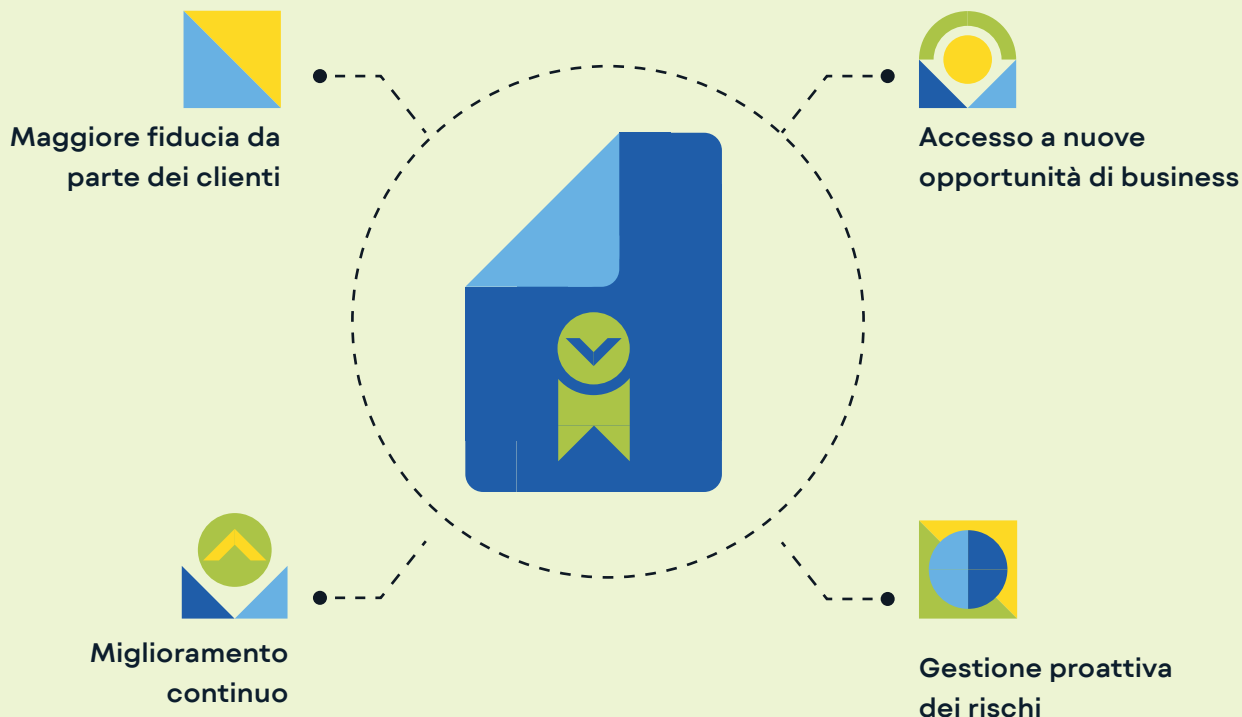 Maggiore fiducia da
parte dei clienti
Accesso a nuove
opportunità di business
Miglioramento
continuo
Gestione proattiva
dei rischi